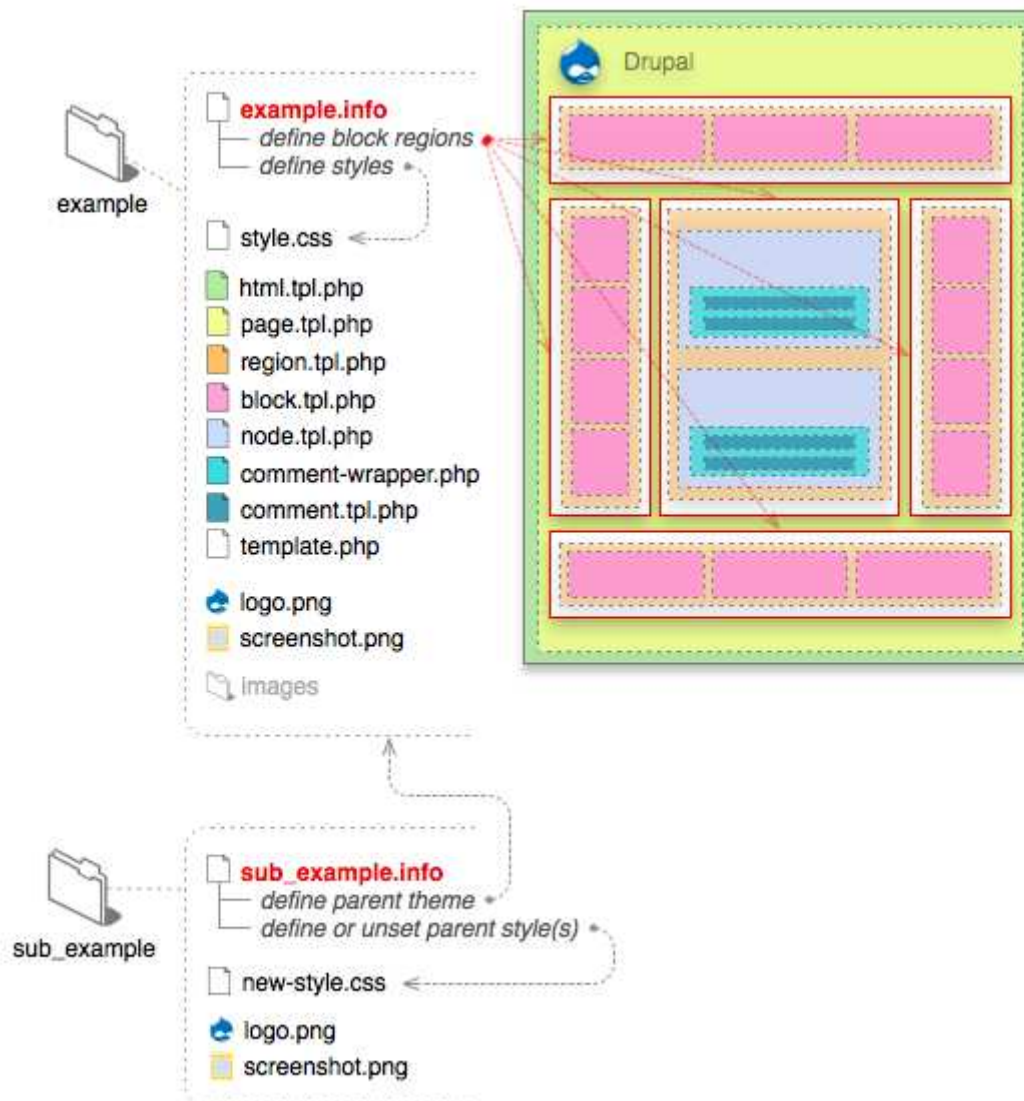 Drupal
example.info
define block regions
define styles
example
style.css
html.tpl.php
page.tpl.php
region.tpl.php
block.tpl.php
node.tpl.php
comment-wrapper.php
comment.tpl.php
template.php
logo.png
screenshot.png
images
sub_example.info
define parent theme
define or unset parent style(s)
sub_example
new-style.css
logo.png
screenshot.png